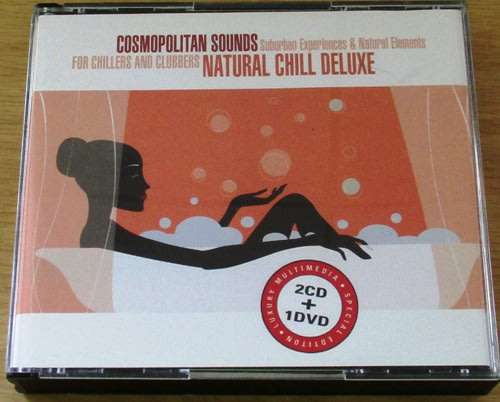 COSMOPOLITAN SOUNDS Suburban Experiences & Natural Elements
FOR CHILLERS AND CLUBBERS NATURAL CHILL DELUXE
LUXURY MULTIMEDIA • SPECIAL EDITION •
2CD
+
1DVD